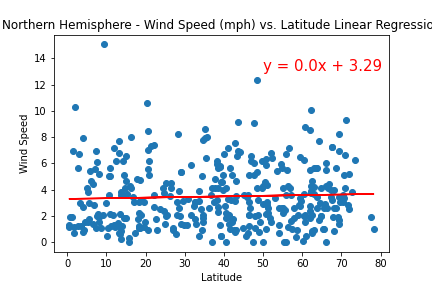 Northern Hemisphere - Wind Speed (mph) vs. Latitude Linear Regressio
y = 0.0x + 3.29
Wind Speed
14
12
10
8
6
4
2
0
0 10 20 30 40 50 60 70 80
Latitude